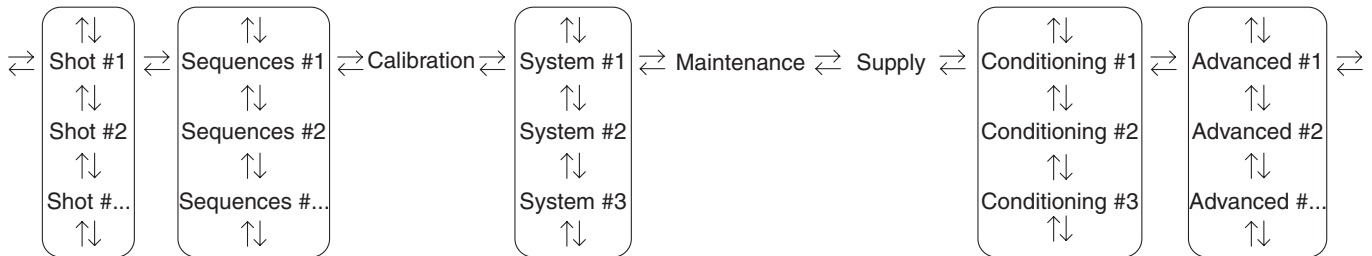 Shot #1 Sequences #1 Calibration System #1 Maintenance Supply Conditioning #1 Advanced #1
Shot #2 Sequences #2 System #2 Conditioning #2 Advanced #2
Shot #... Sequences #... System #3 Conditioning #3 Advanced #...